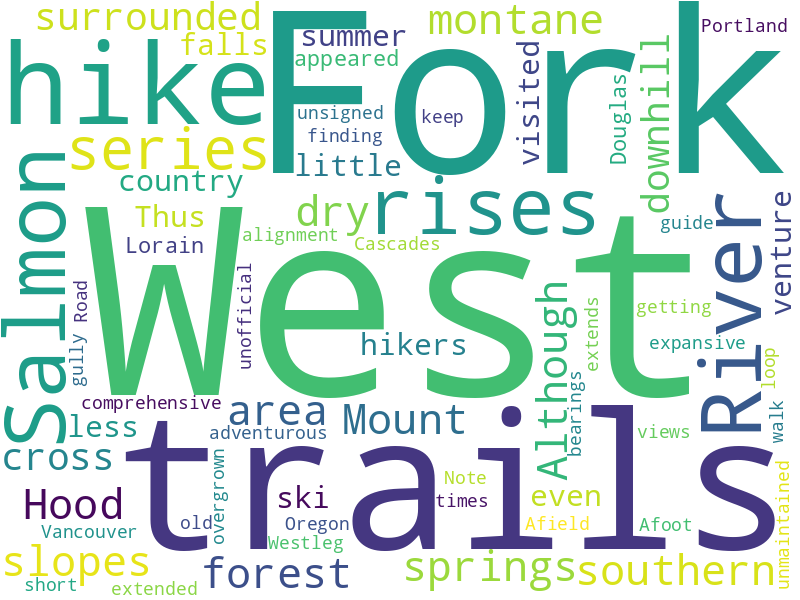 surrounded
falls
hike
Fork
summer
appeared
montane
Portland
series
unsigned
finding
keep
visited
Douglas
downhill
little
country
Thus
Lorain
dry
rises
alignment
Cascades
guide
River
venture
Salmon
West
Road
gully
unofficial
hikers
Although
extends
getting
expansive
loop
comprehensive
less
area
adventurous
Mount
bearings
views
walk
cross
trails
Hood
Vancouver
overgrown
old
ski
Oregon
Westleg
Note
times
even
Afield
Afoot
unmaintained
slopes
short
extended
forest
springs
southern